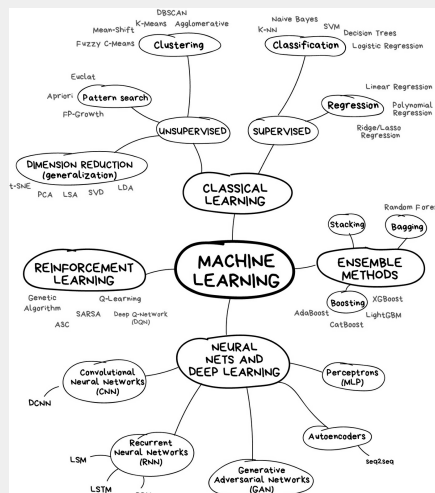 DBSCAN
K-Means
Agglomerative
Mean-Shift
Fuzzy C-Means
Clustering
Naive Bayes
SVM
K-NN
Decision Trees
Classification
Logistic Regression
Euclat
Apriori
Pattern search
FP-Growth
Linear Regression
Regression
Polynomial
Regression
Ridge/Lasso
Regression
UNSUPERVISED
SUPERVISED
DIMENSION REDUCTION
(generalization)
t-SNE
PCA
LSA
SVD
LDA
CLASSICAL
LEARNING
Stacking
Random Fore
Bagging
MACHINE
LEARNING
REINFORCEMENT
LEARNING
ENSEMBLE
METHODS
Genetic
Algorithm
Q-Learning
SARSA
Deep Q-Network
(DQN)
A3C
Boosting
XGBoost
AdaBoost
LightGBM
CatBoost
NEURAL
NETS AND
DEEP LEARNING
Convolutional
Neural Networks
(CNN)
DCNN
Perceptrons
(MLP)
Recurrent
Neural Networks
(RNN)
LSM
LSTM
Autoencoders
seq2seq
Generative
Adversarial Networks
(GAN)